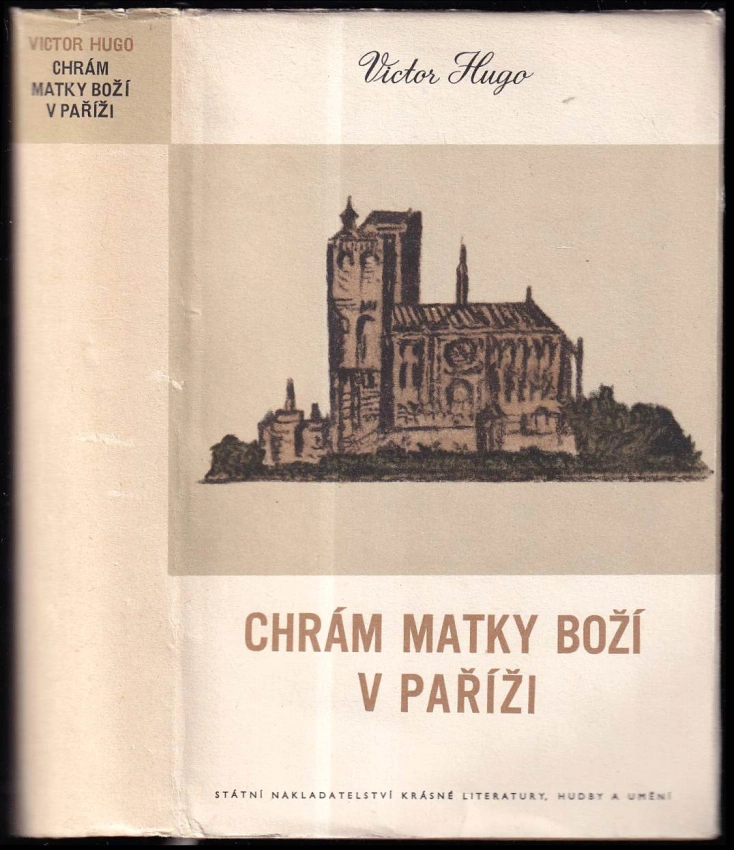 VICTOR HUGO
CHRÁM
MATKY BOŽÍ
V PAŘÍŽI
Victor Hugo
CHRÁM MATKY BOŽÍ
V PAŘÍŽI
STÁTNÍ NAKLADATELSTVÍ KRÁSNÉ LITERATURY, HUDBY A UMĚNÍ